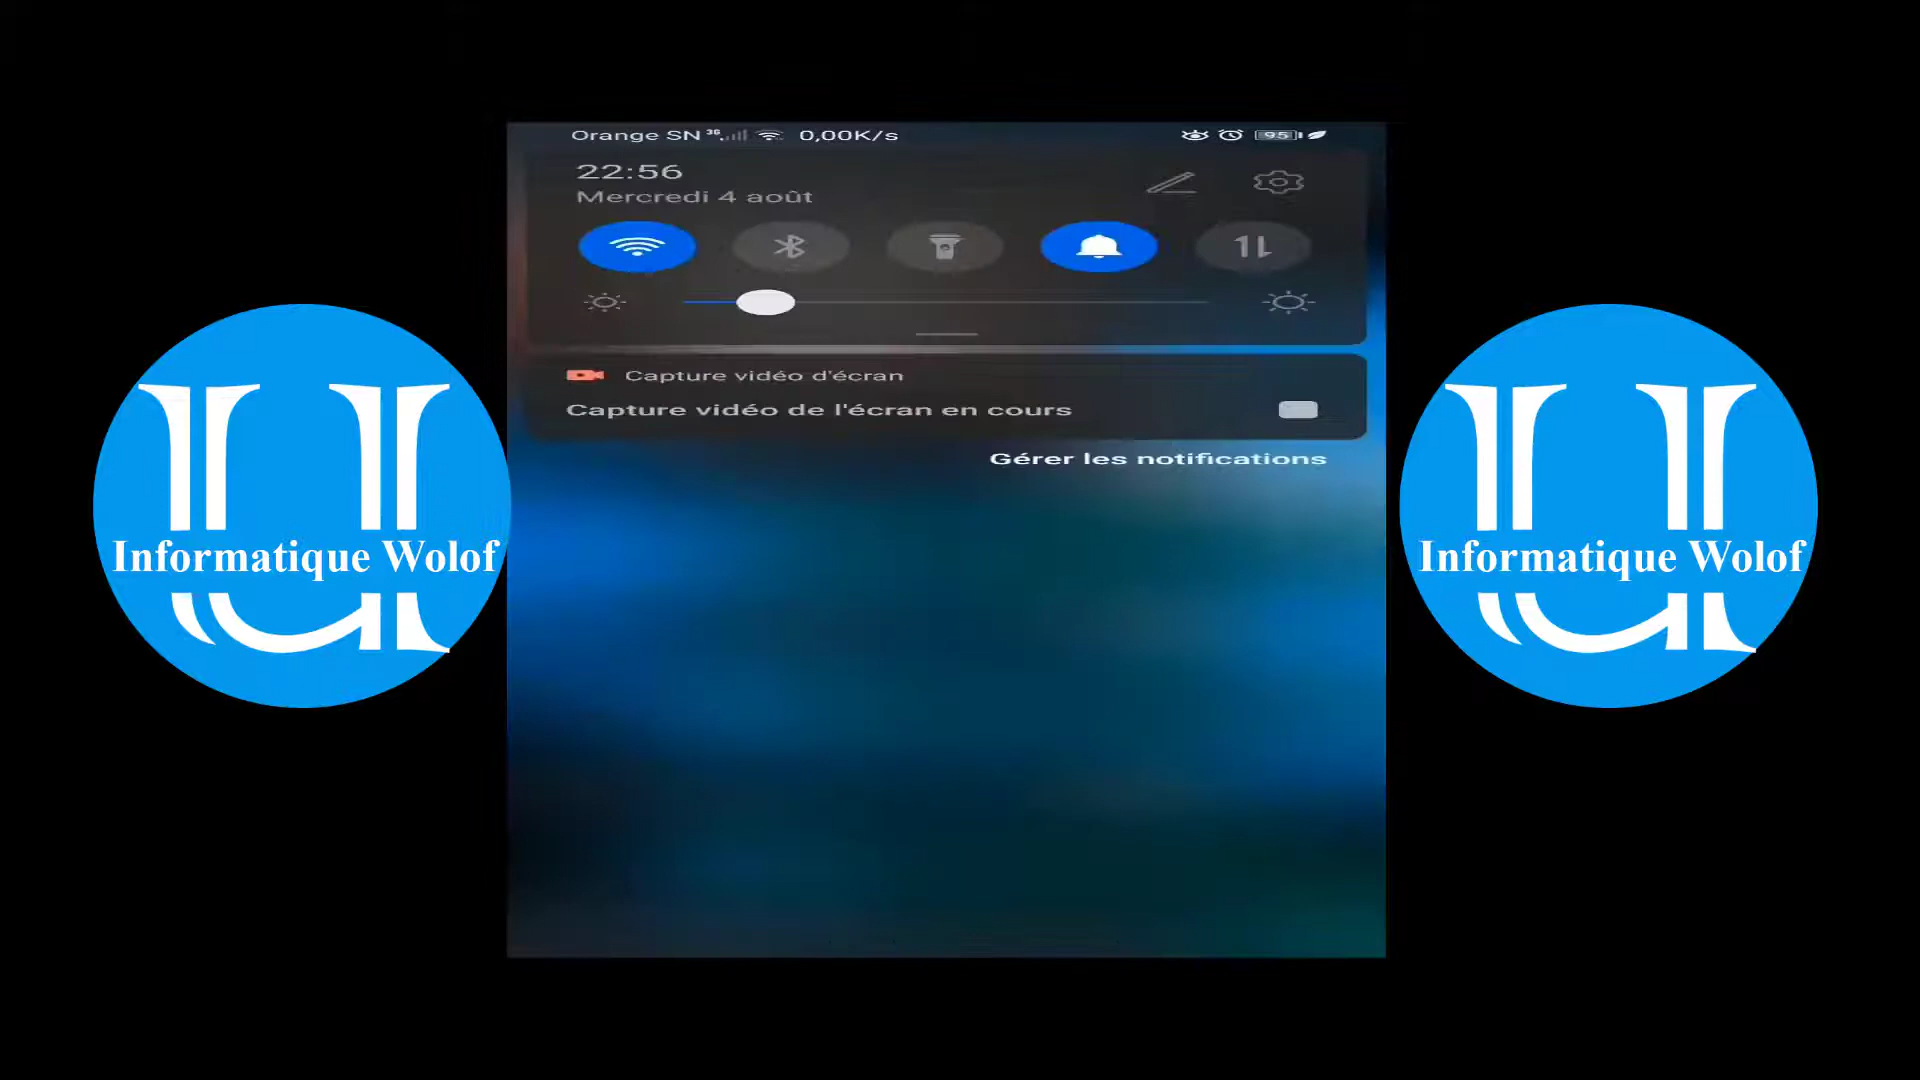 Orange SN 3G 0,00K/s 95
22:56
Mercredi 4 août
Capture vidéo d'écran
Capture vidéo de l'écran en cours
Gérer les notifications
Informatique Wolof
Informatique Wolof